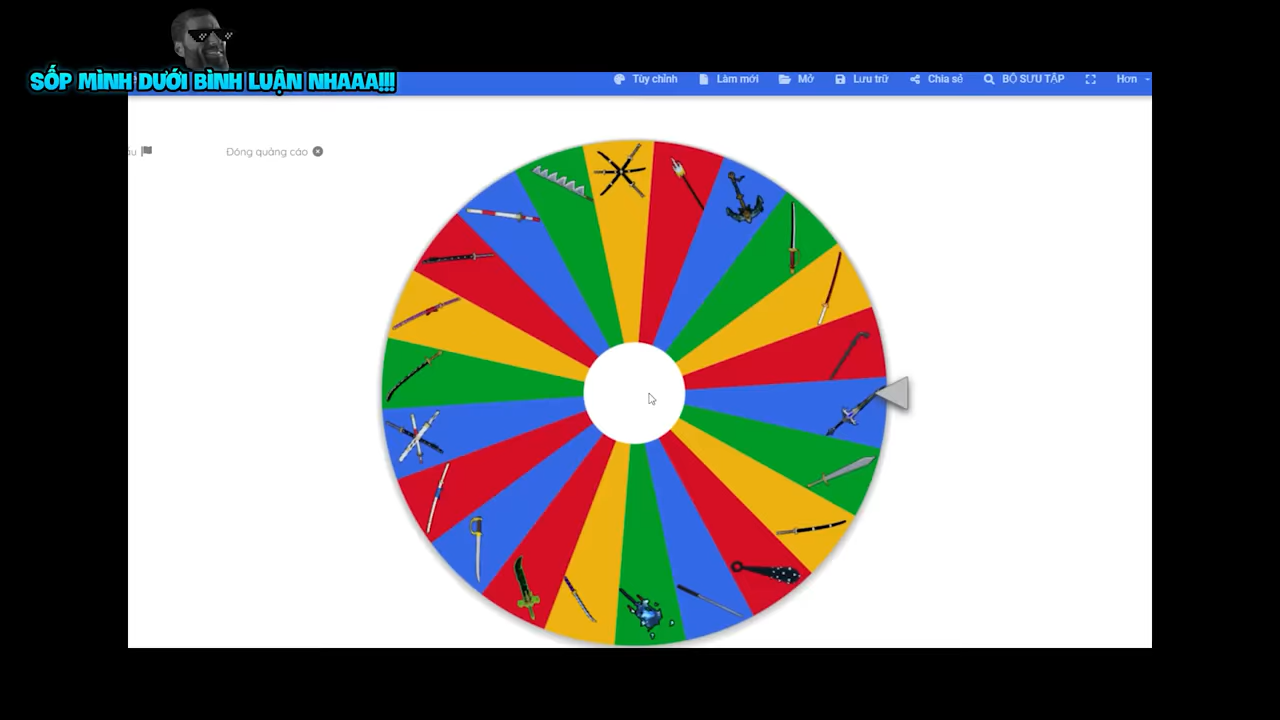 SỐP MÌNH DƯỚI BÌNH LUẬN NHAAA!!!
Tùy chỉnh Làm mới Mở Lưu trữ Chia sẻ BỘ SƯU TẬP Hơn
Đóng quảng cáo